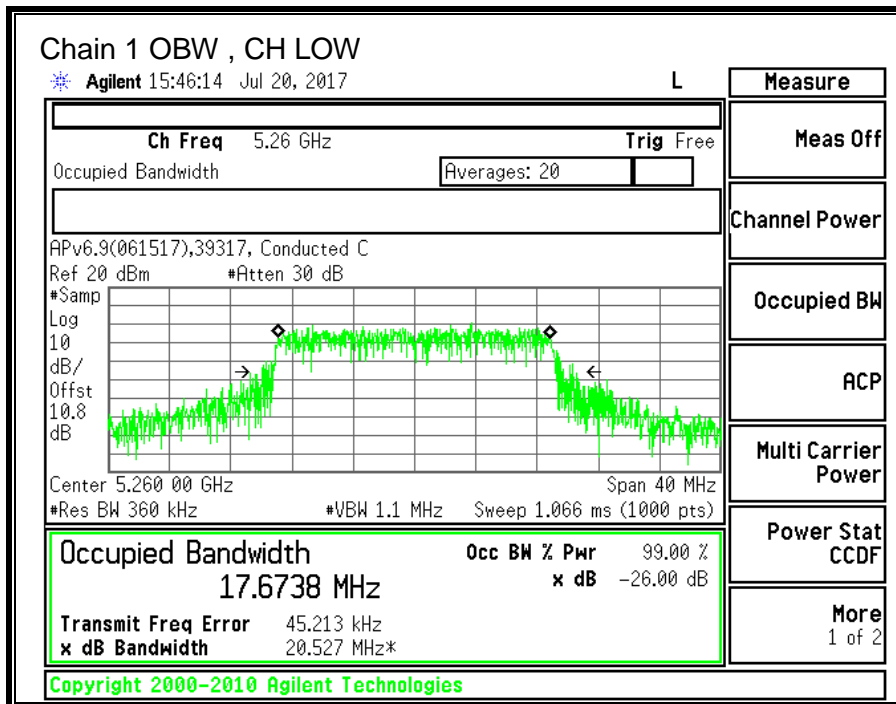 Chain 1 OBW , CH LOW
Agilent 15:46:14 Jul 20, 2017 L
Measure
Ch Freq 5.26 GHz Trig Free
Occupied Bandwidth Averages: 20
APv6.9(061517),39317, Conducted C
Ref 20 dBm #Atten 30 dB
#Samp
Log
10
dB/
Offst
10.8
dB
Center 5.260 00 GHz Span 40 MHz
#Res BW 360 kHz #VBW 1.1 MHz Sweep 1.066 ms (1000 pts)
Occupied Bandwidth Occ BW % Pwr 99.00 %
17.6738 MHz x dB -26.00 dB
Transmit Freq Error 45.213 kHz
x dB Bandwidth 20.527 MHz*
Copyright 2000-2010 Agilent Technologies
Meas Off
Channel Power
Occupied BW
ACP
Multi Carrier
Power
Power Stat
CCDF
More
1 of 2